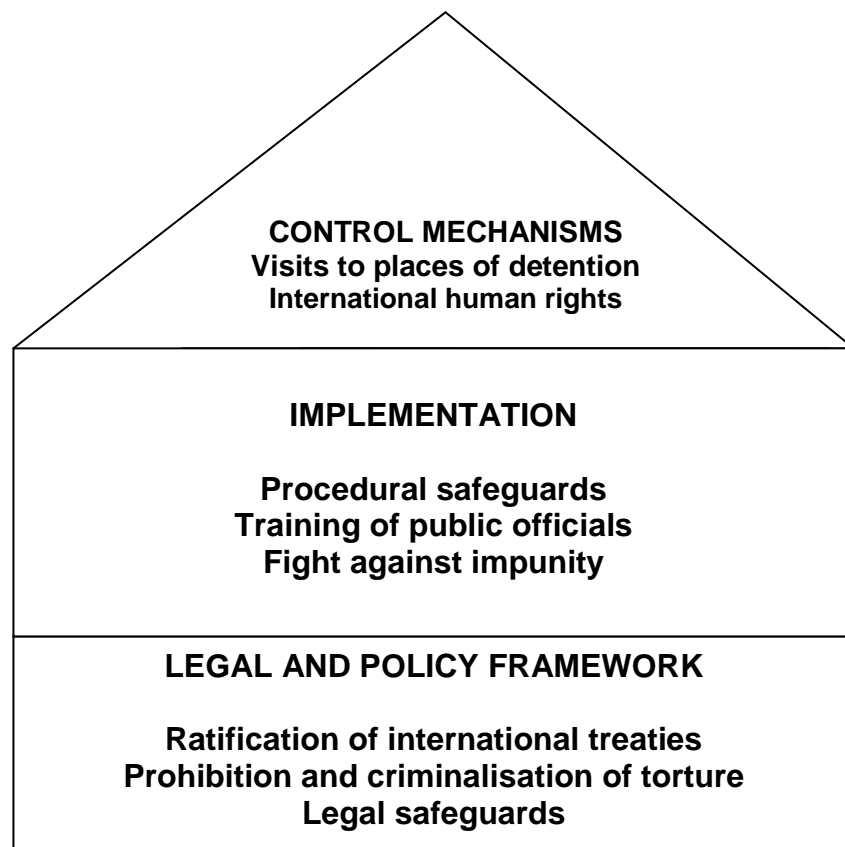 CONTROL MECHANISMS
Visits to places of detention
International human rights
IMPLEMENTATION
Procedural safeguards
Training of public officials
Fight against impunity
LEGAL AND POLICY FRAMEWORK
Ratification of international treaties
Prohibition and criminalisation of torture
Legal safeguards